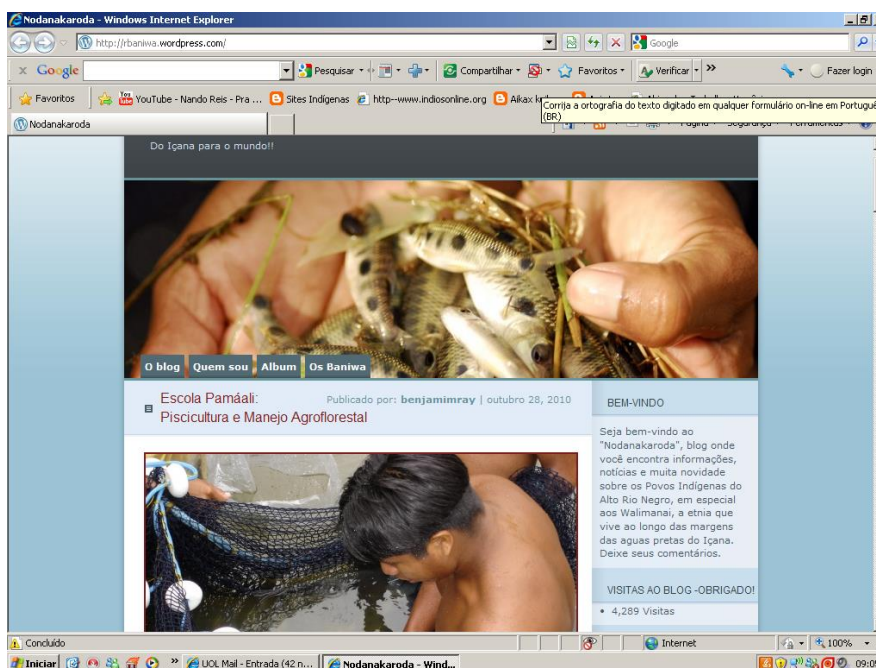 Nodanakaroda - Windows Internet Explorer
http://rbaniwa.wordpress.com/
Google
x Google
Pesquisar
Compartilhar
Favoritos
Verificar
»
Fazer login
Favoritos
YouTube - Nando Reis - Pra ...
Sites Indígenas
http--www.indiosonline.org
Nodanakaroda
Corrija a ortografia do texto digitado em qualquer formulário on-line em Portugu
(BR)
Do Içana para o mundo!!
O blog Quem sou Album Os Baniwa
Escola Pamáali:
Piscicultura e Manejo Agroflorestal
Publicado por: benjamimray | outubro 28, 2010
BEM-VINDO
Seja bem-vindo ao
"Nodanakaroda", blog onde
você encontra informações,
notícias e muita novidade
sobre os Povos Indígenas do
Alto Rio Negro, em especial
aos Walimanai, a etnia que
vive ao longo das margens
das aguas pretas do Içana.
Deixe seus comentários.
VISITAS AO BLOG -OBRIGADO!
• 4,289 Visitas
Concluído
Internet
100%
Iniciar
»
UOL Mail - Entrada (42 n...
Nodanakaroda - Wind...